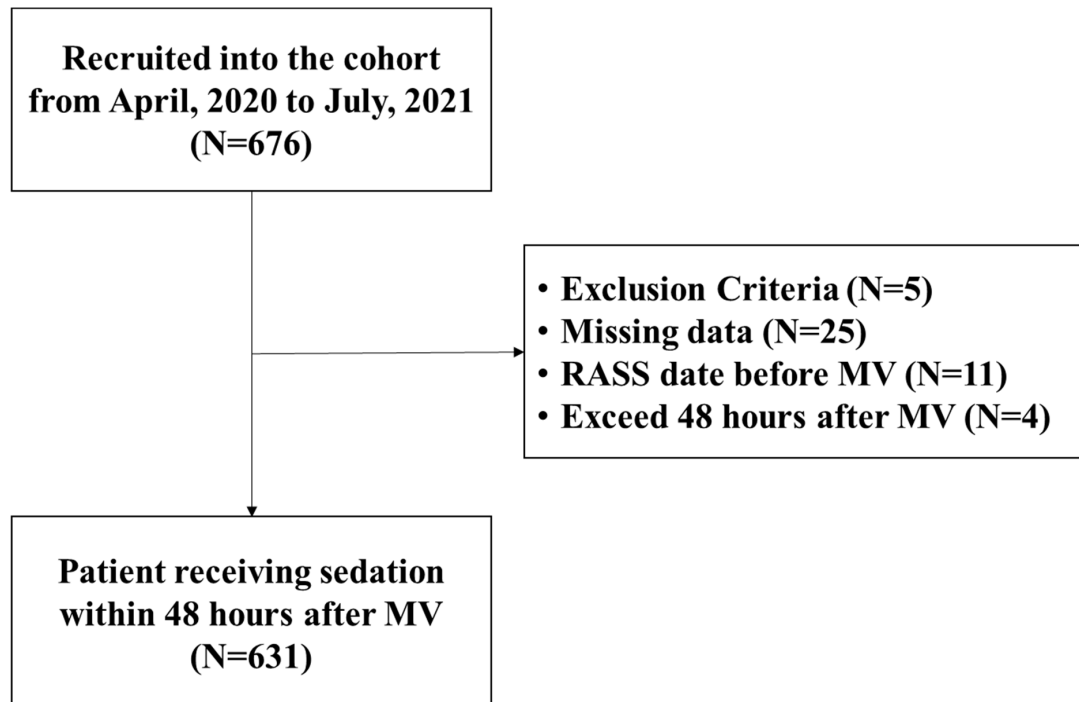 Recruited into the cohort
from April, 2020 to July, 2021
(N=676)
• Exclusion Criteria (N=5)
• Missing data (N=25)
• RASS date before MV (N=11)
• Exceed 48 hours after MV (N=4)
Patient receiving sedation
within 48 hours after MV
(N=631)